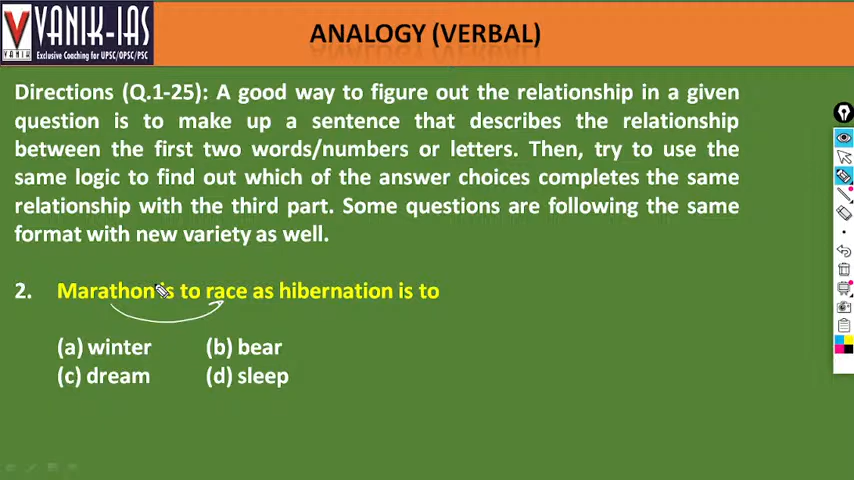 VANIK-IAS
VANIK
Exclusive Coaching for UPSC/OPSC/PSC
ANALOGY (VERBAL)
Directions (Q.1-25): A good way to figure out the relationship in a given
question is to make up a sentence that describes the relationship
between the first two words/numbers or letters. Then, try to use the
same logic to find out which of the answer choices completes the same
relationship with the third part. Some questions are following the same
format with new variety as well.
2. Marathon is to race as hibernation is to
(a) winter (b) bear
(c) dream (d) sleep